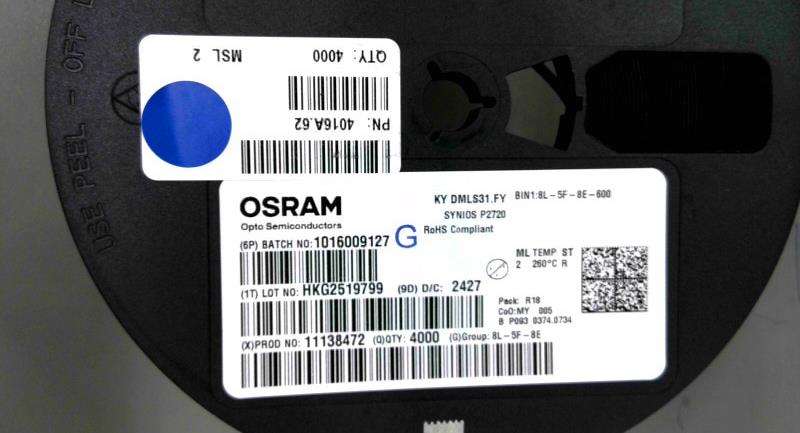 USE PEEL - OFF
QTY: 4000 MSL 2
PN: 4016A.62
OSRAM
Opto Semiconductors
KY DMLS31.FY BIN1:8L-5F-8E-600
SYNIOS P2720
RoHS Compliant
G
(6P) BATCH NO: 1016009127
ML TEMP ST
2 260°C R
(1T) LOT NO: HKG2519799 (9D) D/C: 2427
Pack: R18
CoO:MY 005
B P093 0374.0734
(X)PROD NO: 11138472 (Q)QTY: 4000 (G)Group: 8L-5F-8E